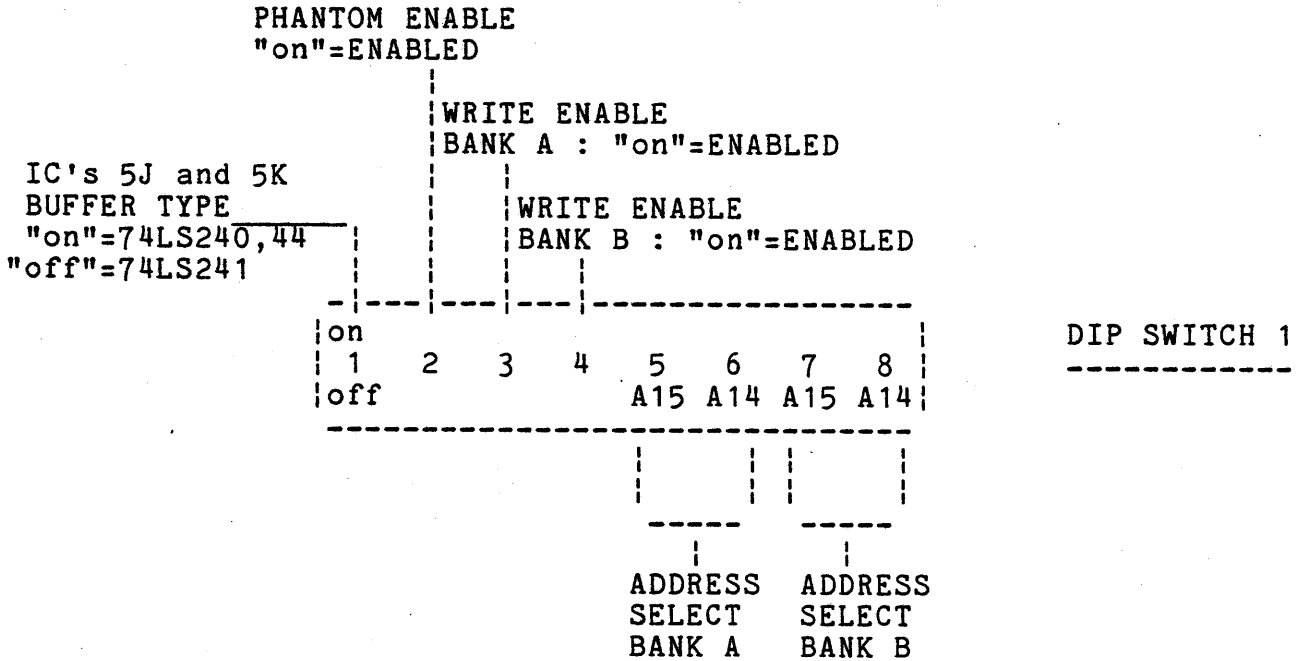 PHANTOM ENABLE
"on"=ENABLED
WRITE ENABLE
BANK A : "on"=ENABLED
IC's 5J and 5K
BUFFER TYPE
"on"=74LS240,44
"off"=74LS241
WRITE ENABLE
BANK B : "on"=ENABLED
on
1 2 3 4 5 6 7 8
off A15 A14 A15 A14
DIP SWITCH 1
ADDRESS ADDRESS
SELECT SELECT
BANK A BANK B